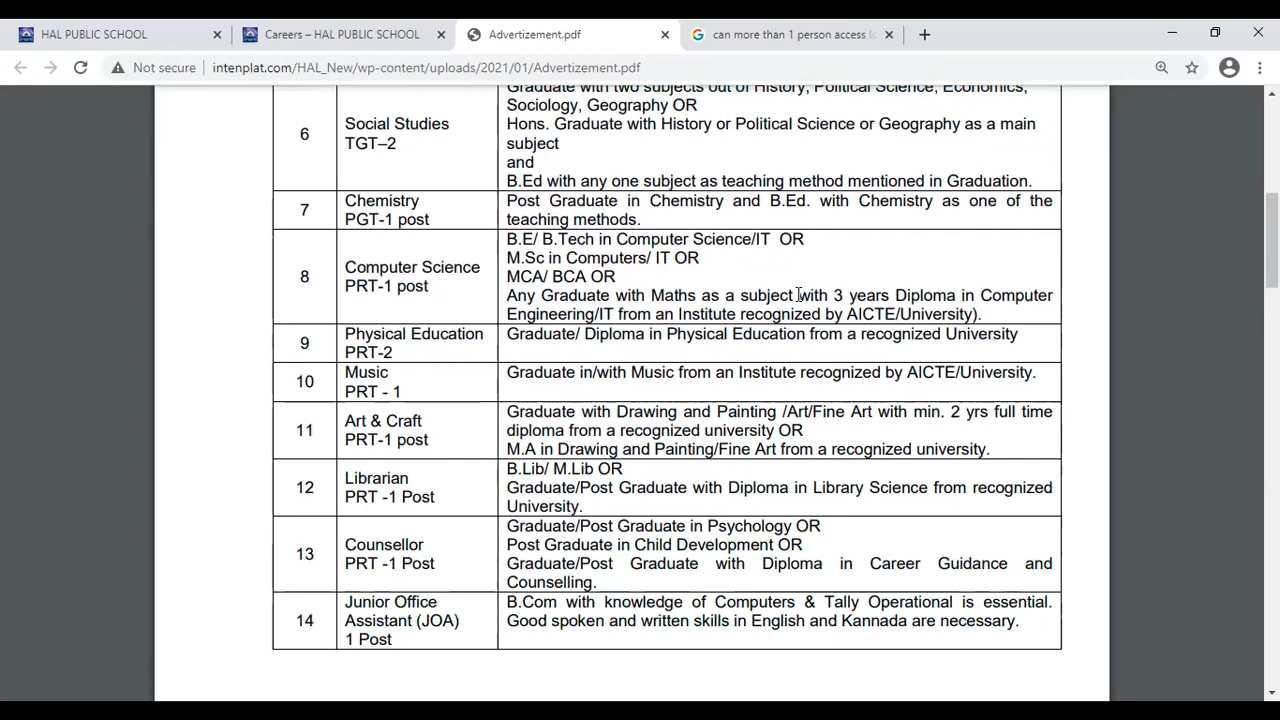 HAL PUBLIC SCHOOL
Careers – HAL PUBLIC SCHOOL
Advertizement.pdf
can more than 1 person access lo
Not secure
intenplat.com/HAL_New/wp-content/uploads/2021/01/Advertizement.pdf
Graduate with two subjects out of History, Political Science, Economics,
Sociology, Geography OR
6
Social Studies
TGT–2
Hons. Graduate with History or Political Science or Geography as a main
subject
and
B.Ed with any one subject as teaching method mentioned in Graduation.
7
Chemistry
PGT-1 post
Post Graduate in Chemistry and B.Ed. with Chemistry as one of the
teaching methods.
8
Computer Science
PRT-1 post
B.E/ B.Tech in Computer Science/IT OR
M.Sc in Computers/ IT OR
MCA/ BCA OR
Any Graduate with Maths as a subject with 3 years Diploma in Computer
Engineering/IT from an Institute recognized by AICTE/University).
9
Physical Education
PRT-2
Graduate/ Diploma in Physical Education from a recognized University
10
Music
PRT - 1
Graduate in/with Music from an Institute recognized by AICTE/University.
11
Art & Craft
PRT-1 post
Graduate with Drawing and Painting /Art/Fine Art with min. 2 yrs full time
diploma from a recognized university OR
M.A in Drawing and Painting/Fine Art from a recognized university.
12
Librarian
PRT -1 Post
B.Lib/ M.Lib OR
Graduate/Post Graduate with Diploma in Library Science from recognized
University.
13
Counsellor
PRT -1 Post
Graduate/Post Graduate in Psychology OR
Post Graduate in Child Development OR
Graduate/Post Graduate with Diploma in Career Guidance and
Counselling.
14
Junior Office
Assistant (JOA)
1 Post
B.Com with knowledge of Computers & Tally Operational is essential.
Good spoken and written skills in English and Kannada are necessary.